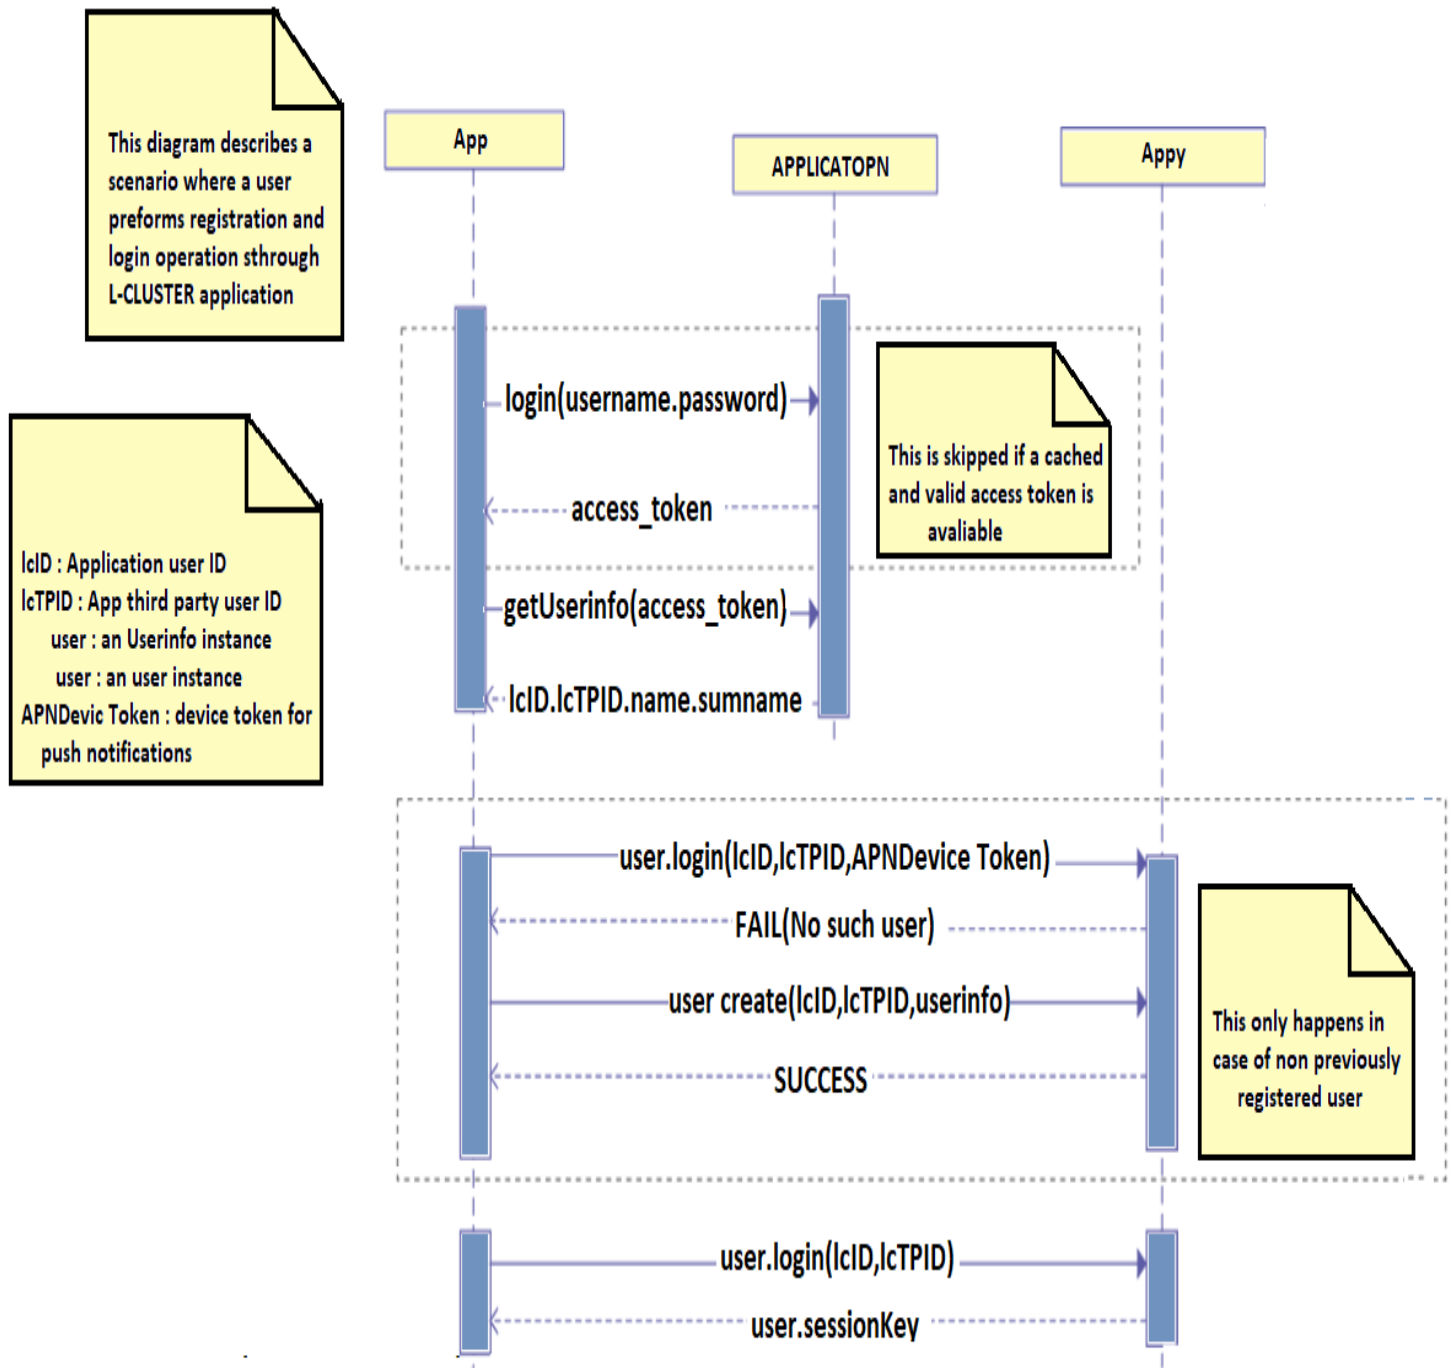 This diagram describes a
scenario where a user
preforms registration and
login operation sthrough
L-CLUSTER application
App
APPLICATOPN
Appy
login(username.password)
This is skipped if a cached
and valid access token is
avaliable
access_token
lcID : Application user ID
lcTPID : App third party user ID
user : an Userinfo instance
user : an user instance
APNDevic Token : device token for
push notifications
getUserinfo(access_token)
lcID.lcTPID.name.sumname
user.login(lcID,lcTPID,APNDevice Token)
FAIL(No such user)
user create(lcID,lcTPID,userinfo)
SUCCESS
This only happens in
case of non previously
registered user
user.login(lcID,lcTPID)
user.sessionKey